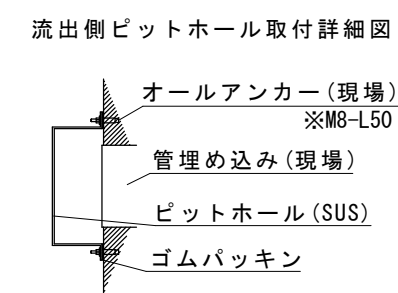 流出側ピットホール取付詳細図
オールアンカー(現場)
※M8-L50
管埋め込み(現場)
ピットホール(SUS)
ゴムパッキン